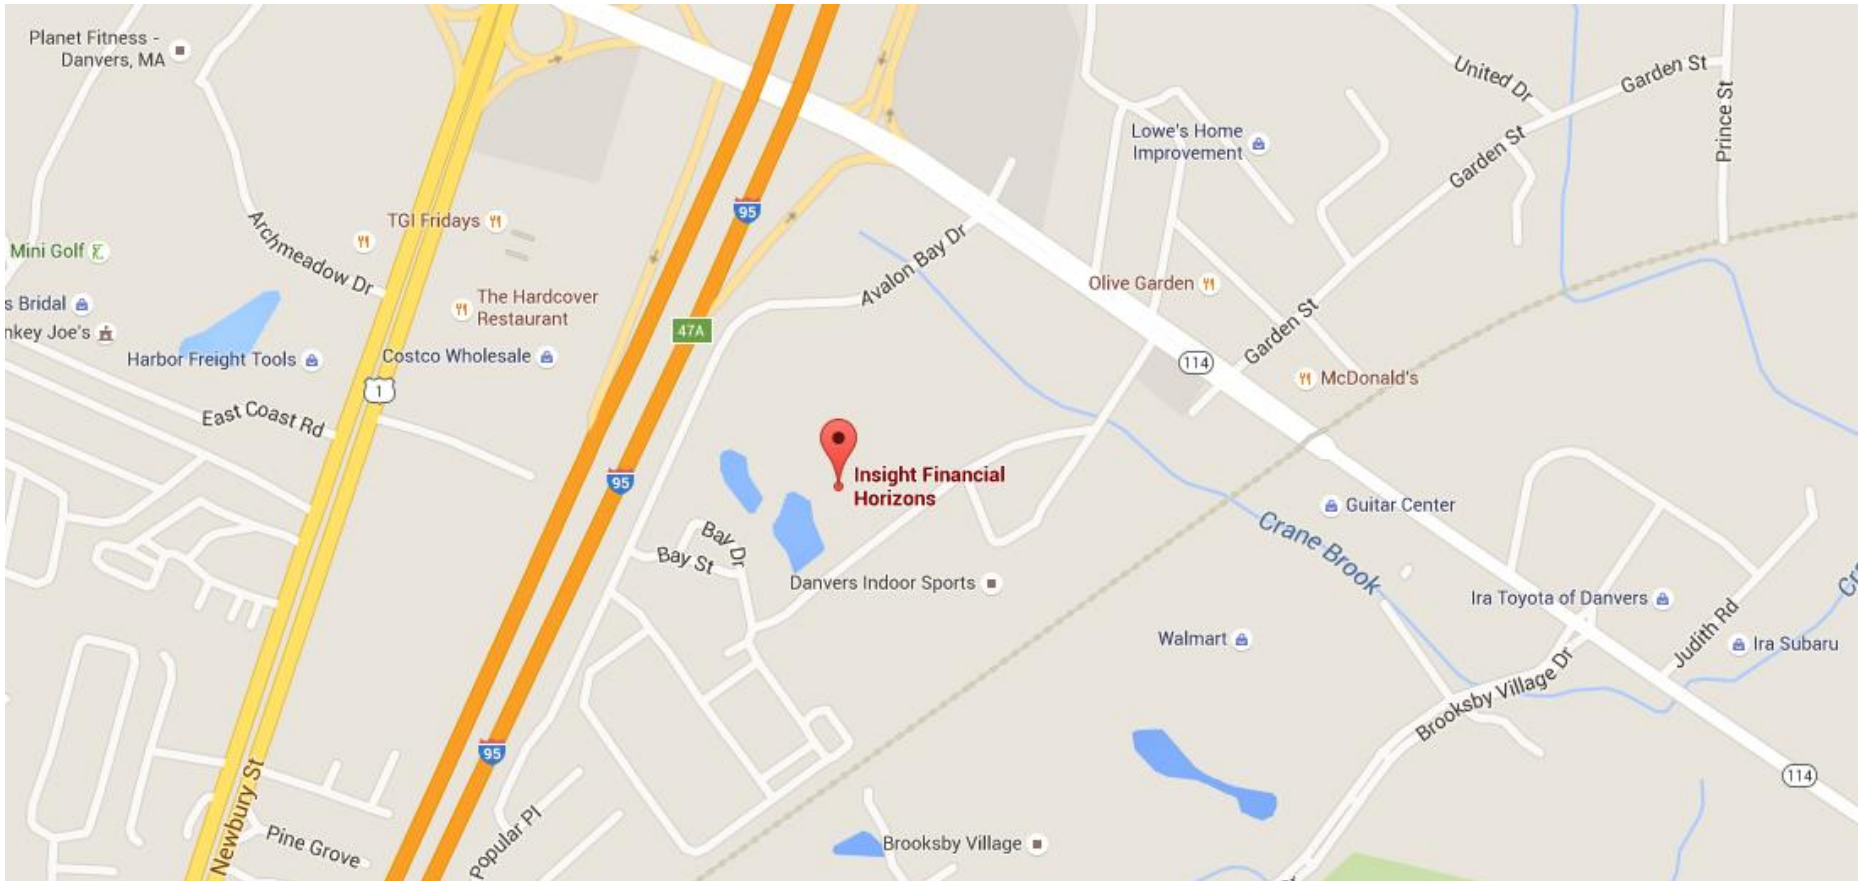 Planet Fitness -
Danvers, MA
United Dr
Garden St
Prince St
Lowe's Home
Improvement
Garden St
TGI Fridays
95
Archmeadow Dr
Mini Golf
Avalon Bay Dr
Olive Garden
s Bridal
The Hardcover
Restaurant
nkey Joe's
47A
Garden St
Harbor Freight Tools
Costco Wholesale
114
McDonald's
1
East Coast Rd
95
Insight Financial
Horizons
Guitar Center
Crane Brook
Bay St
Danvers Indoor Sports
Ira Toyota of Danvers
Walmart
Judith Rd
Ira Subaru
Brooksby Village Dr
95
114
Newbury St
Pine Grove
Popular Pl
Brooksby Village